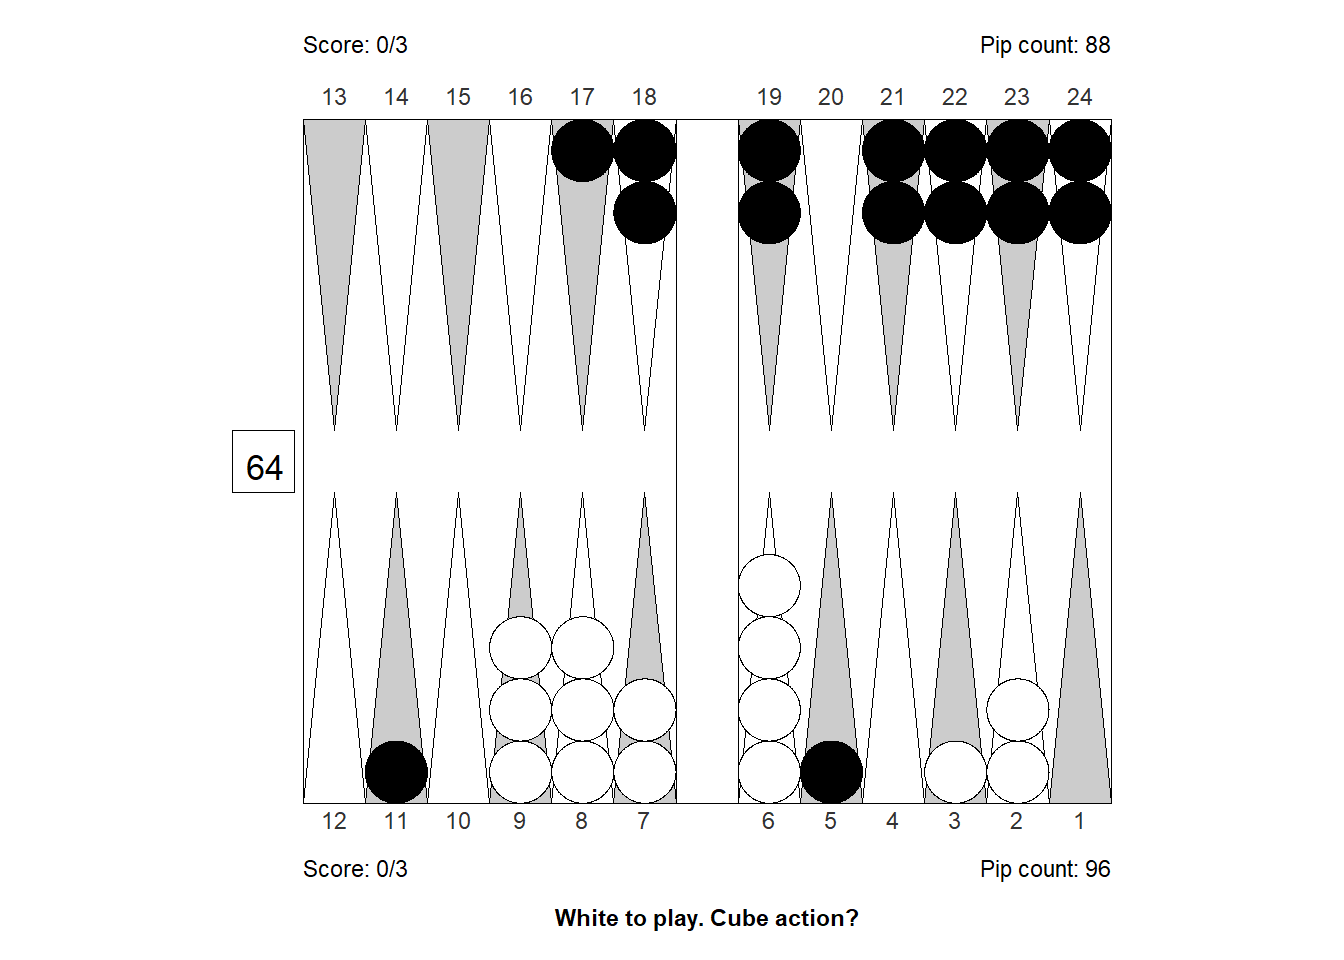 Score: 0/3 Pip count: 88
13 14 15 16 17 18 19 20 21 22 23 24
64
12 11 10 9 8 7 6 5 4 3 2 1
Score: 0/3 Pip count: 96
White to play. Cube action?